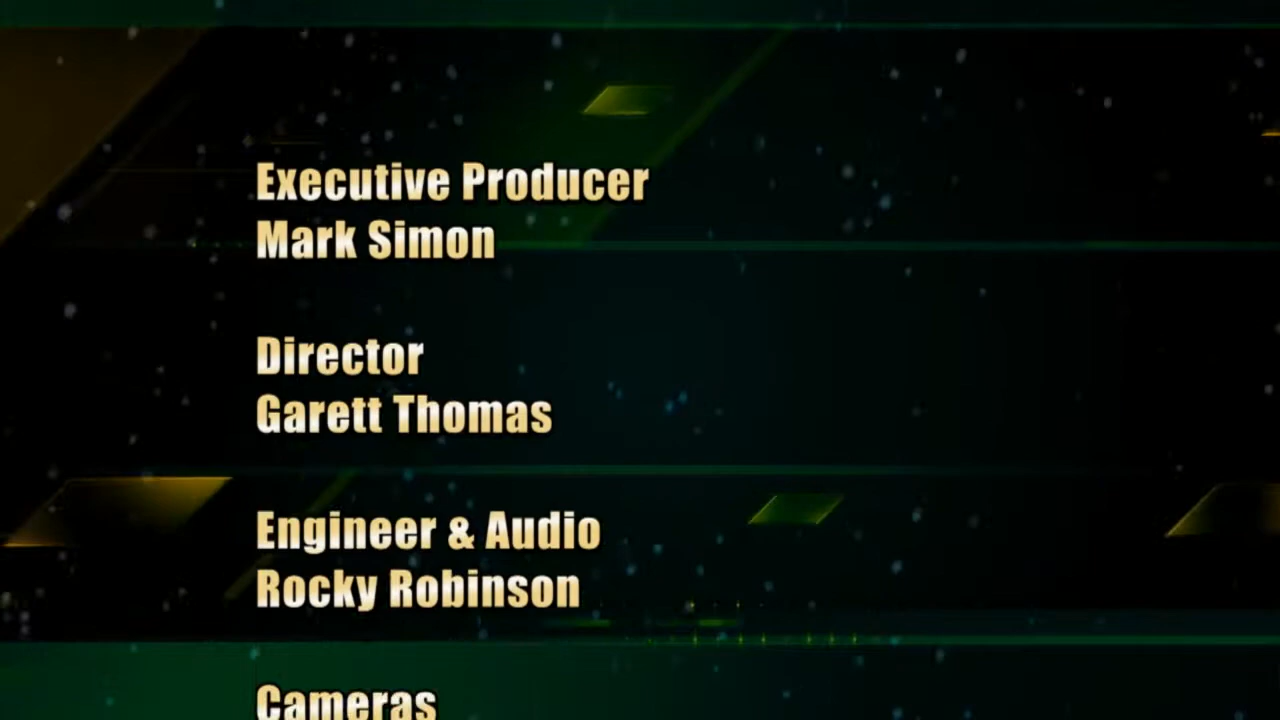 Executive Producer
Mark Simon
Director
Garett Thomas
Engineer & Audio
Rocky Robinson
Cameras